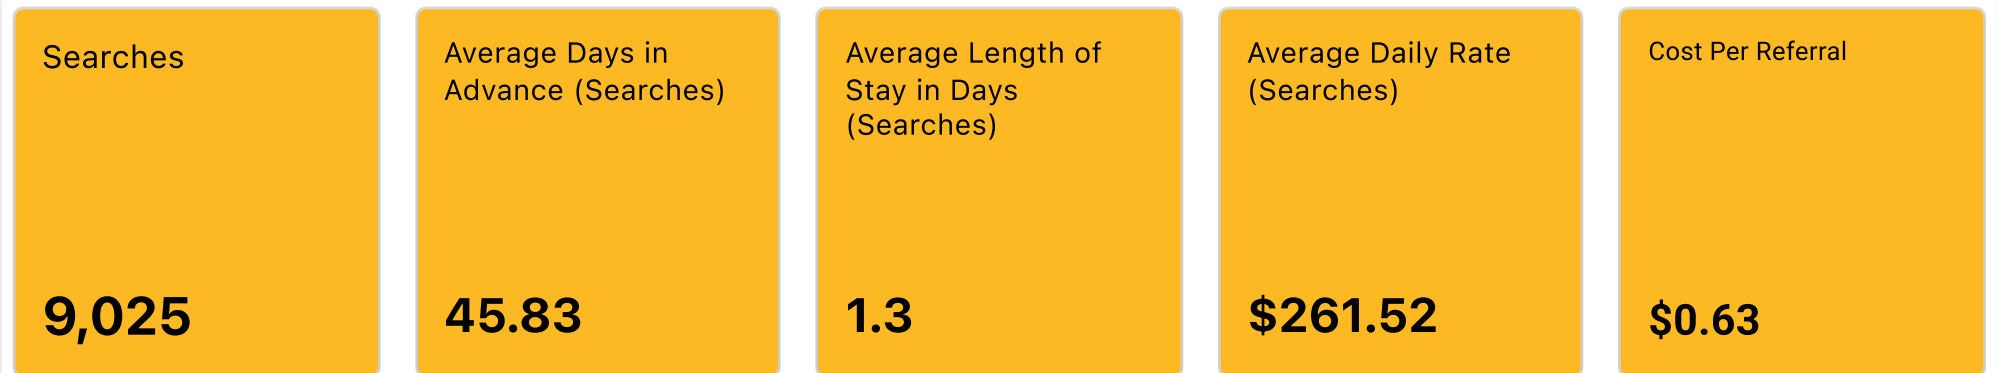 Searches
9,025
Average Days in
Advance (Searches)
45.83
Average Length of
Stay in Days
(Searches)
1.3
Average Daily Rate
(Searches)
$261.52
Cost Per Referral
$0.63